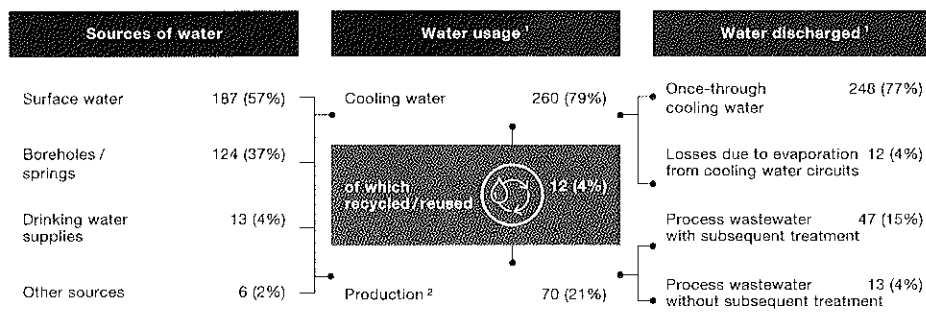 Sources of water
Surface water 187 (57%)
Boreholes /
springs 124 (37%)
Drinking water
supplies 13 (4%)
Other sources 6 (2%)
Water usage 1
Cooling water 260 (79%)
of which
recycled/reused 12 (4%)
Production 2 70 (21%)
Water discharged 1
Once-through
cooling water 248 (77%)
Losses due to evaporation 12 (4%)
from cooling water circuits
Process wastewater 47 (15%)
with subsequent treatment
Process wastewater 13 (4%)
without subsequent treatment